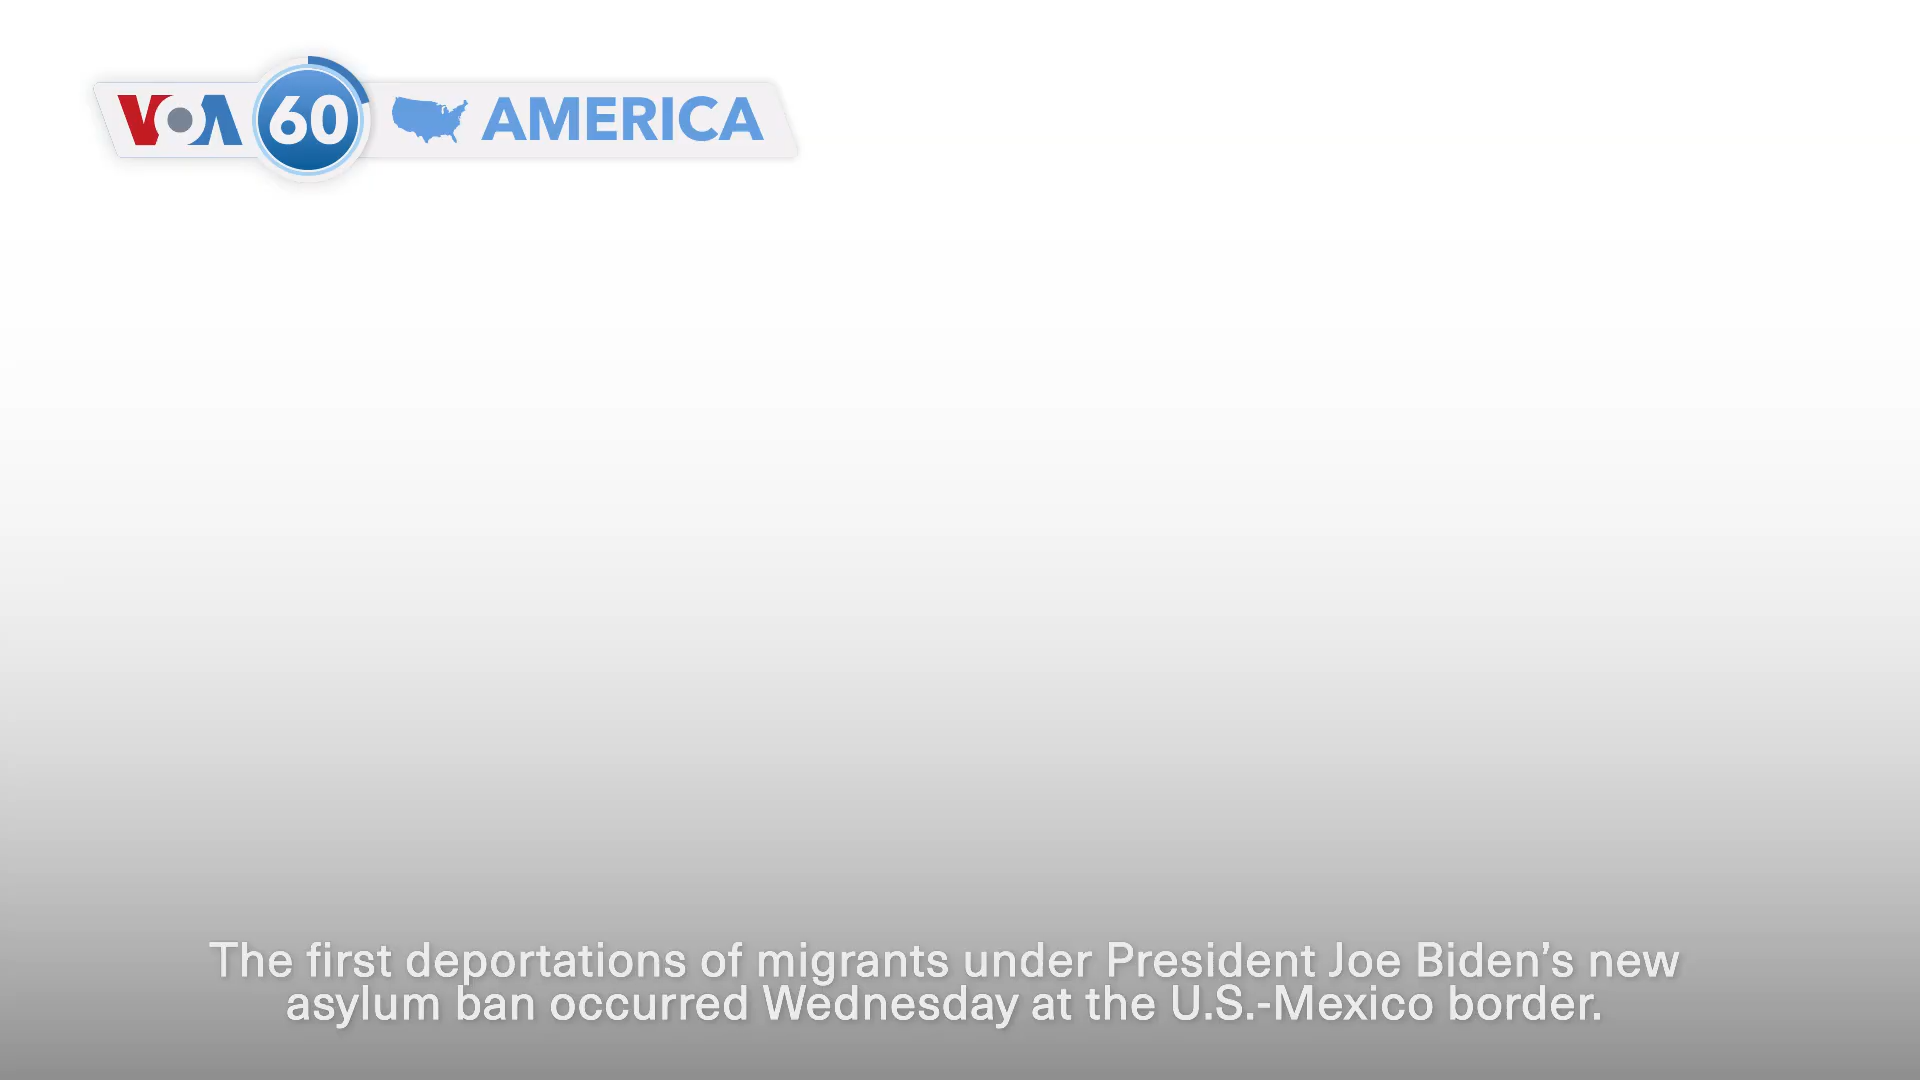 VOA 60 AMERICA
The first deportations of migrants under President Joe Biden’s new
asylum ban occurred Wednesday at the U.S.-Mexico border.